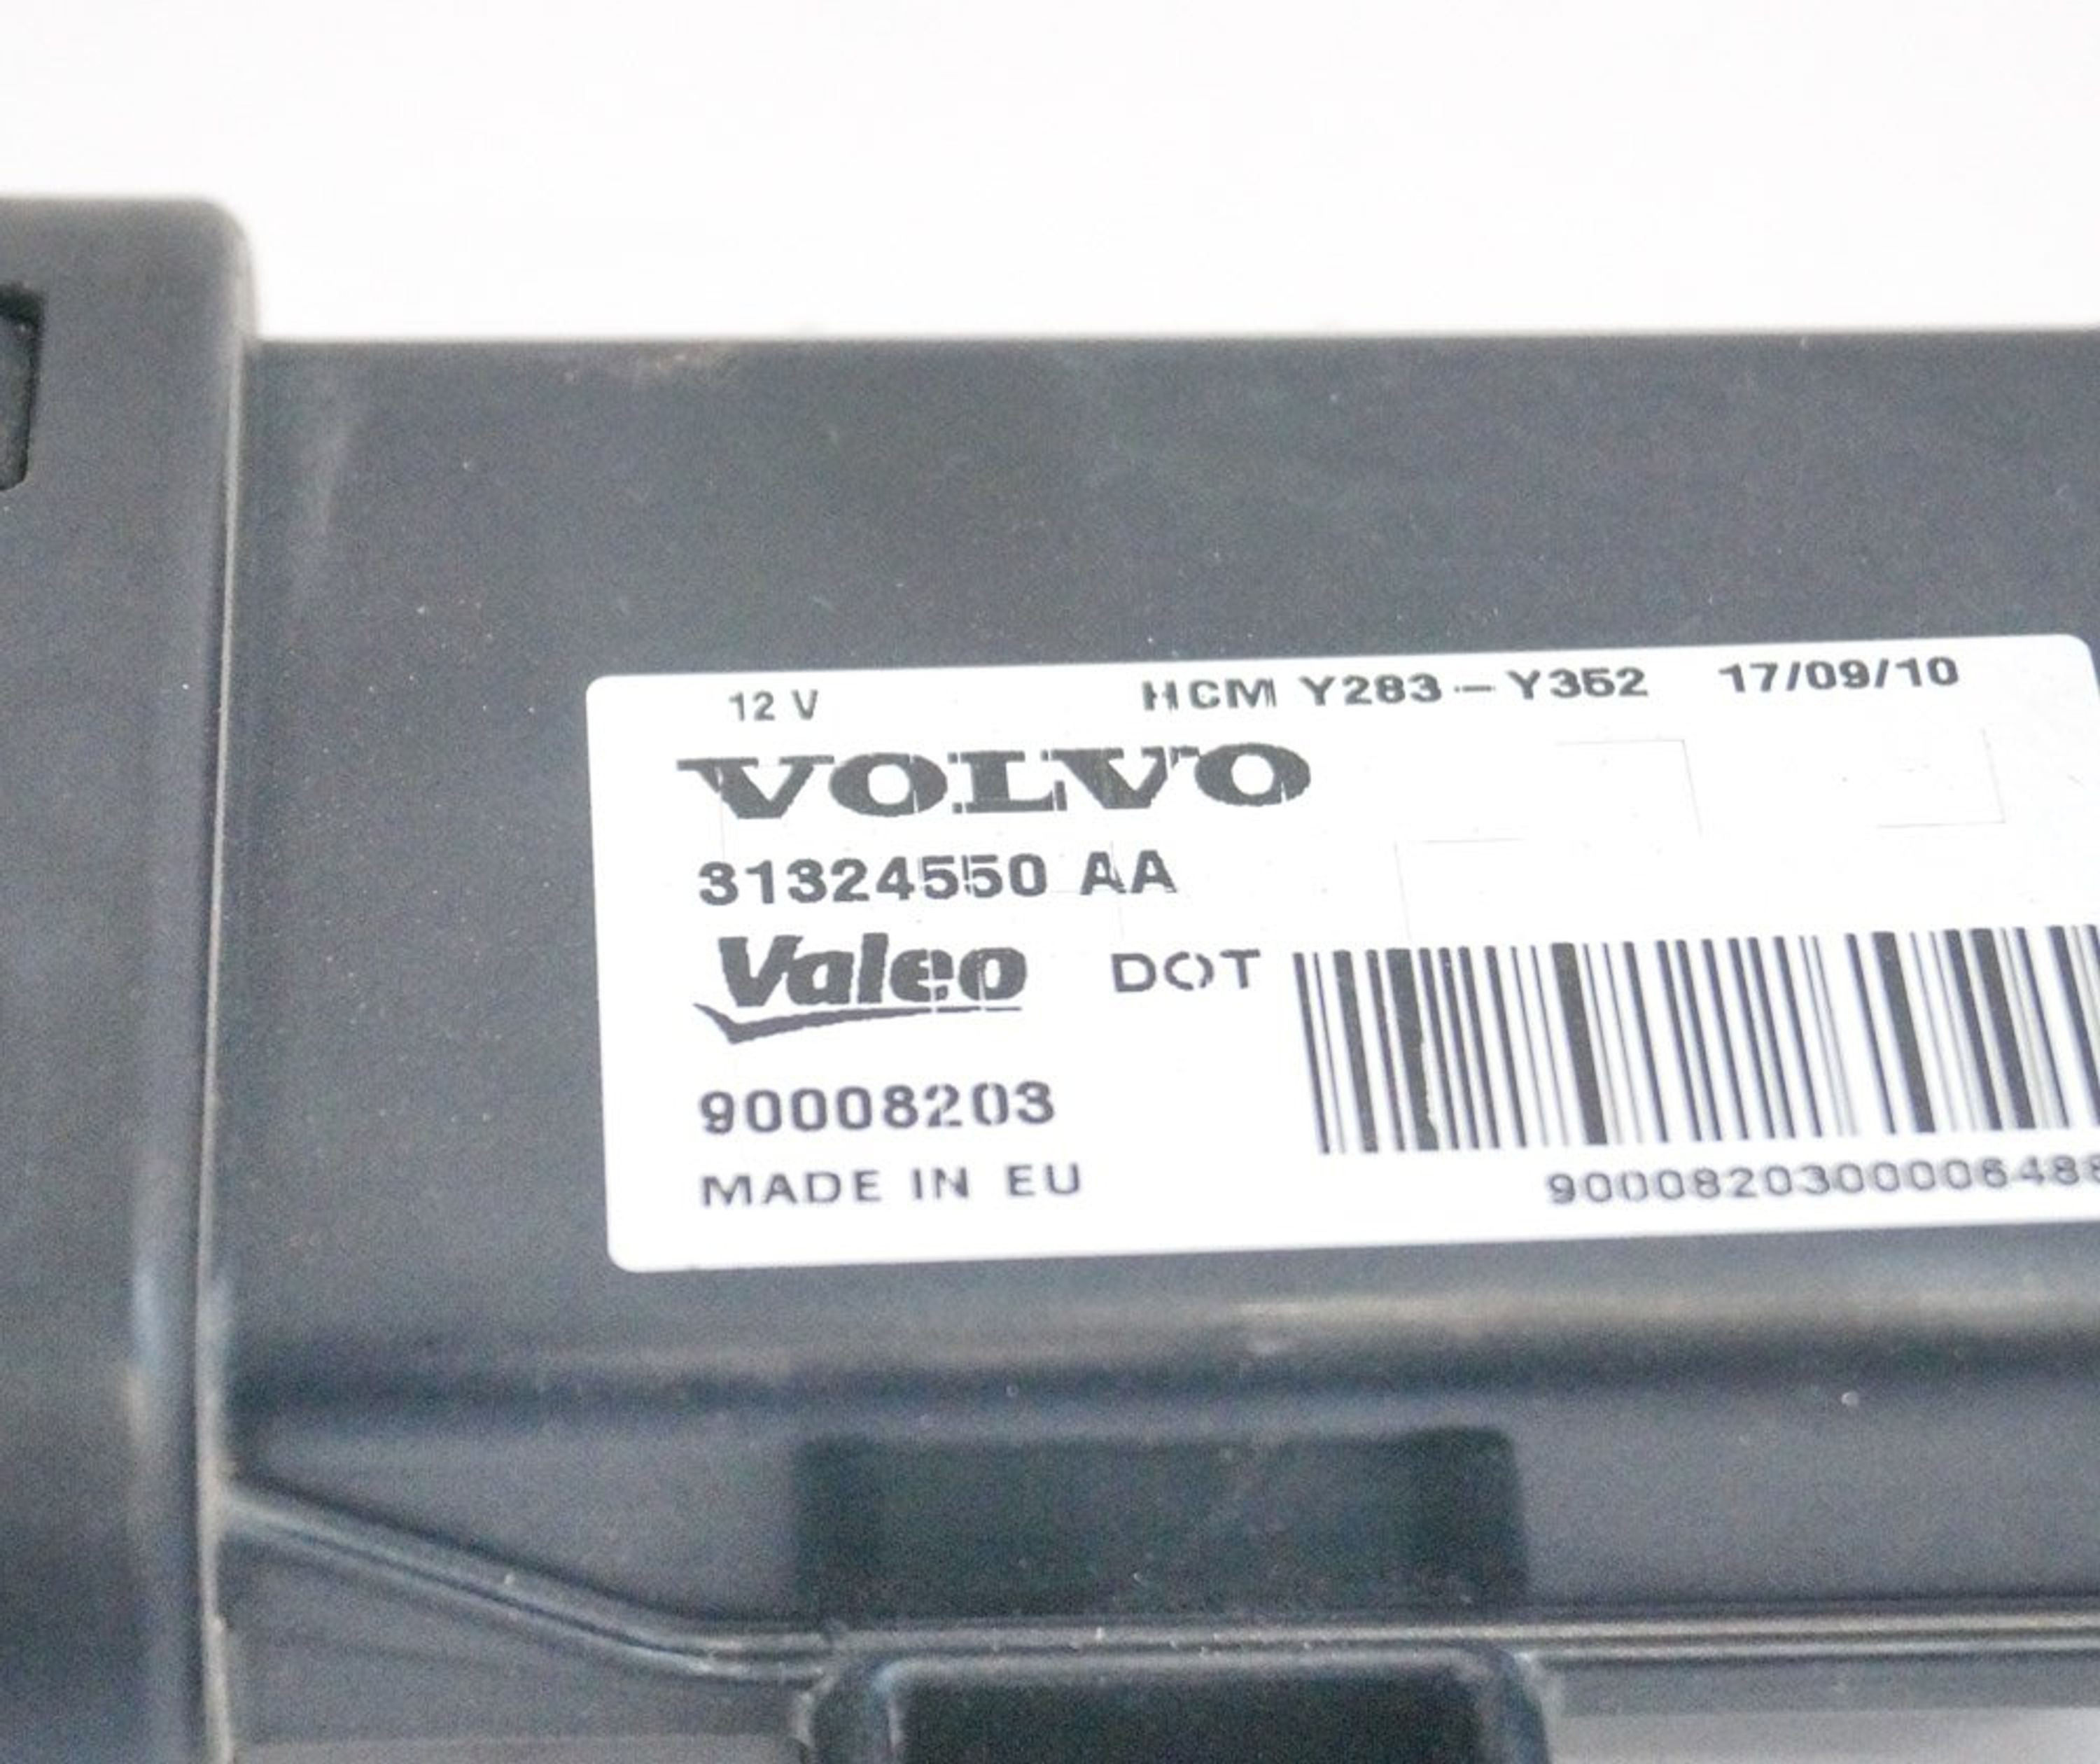 12 V HCM Y283 - Y352 17/09/10
VOLVO
31324550 AA
Valeo DOT
90008203
MADE IN EU